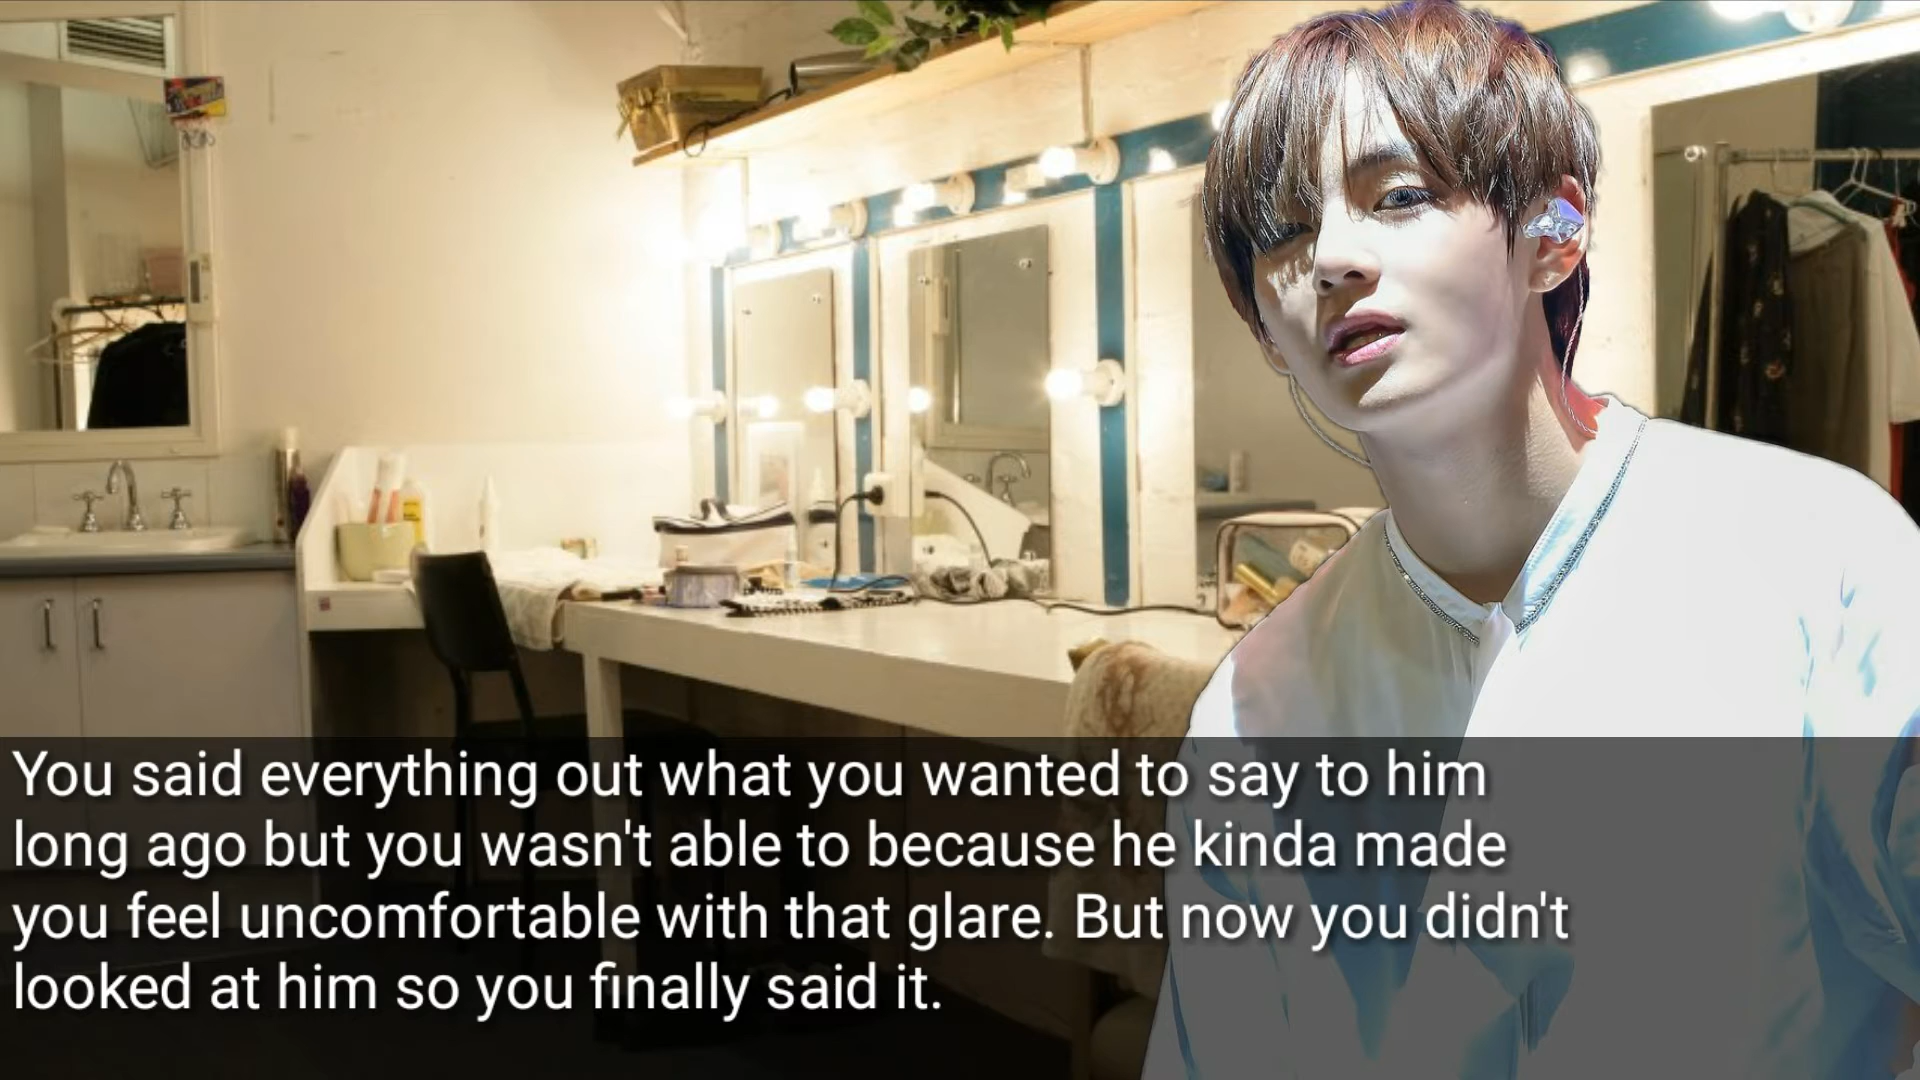 You said everything out what you wanted to say to him
long ago but you wasn't able to because he kinda made
you feel uncomfortable with that glare. But now you didn't
looked at him so you finally said it.